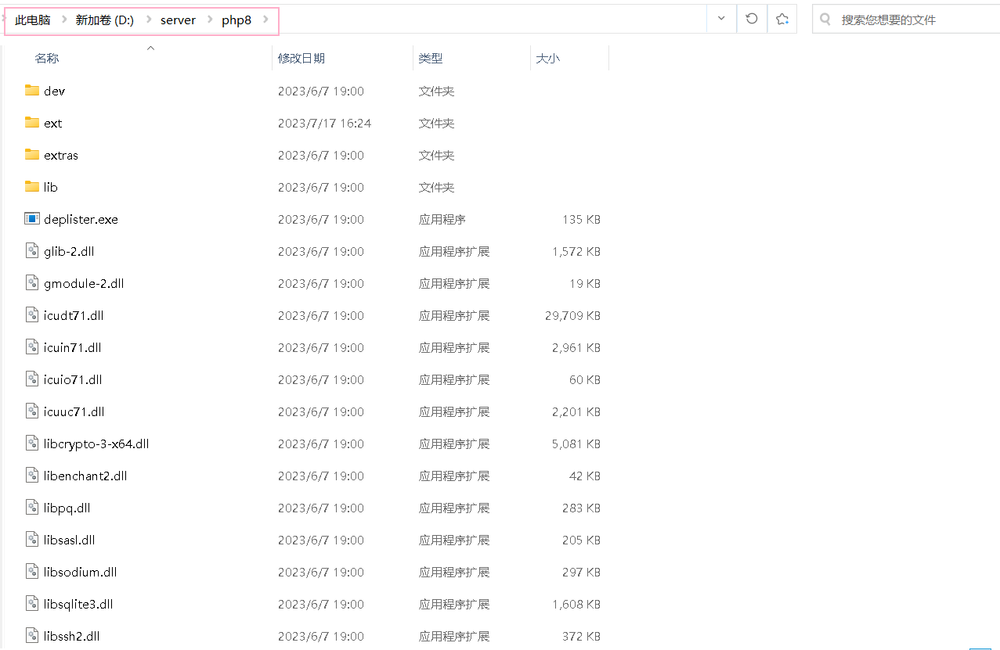 此电脑 新加卷 (D:) server php8 搜索您想要的文件
名称 修改日期 类型 大小
dev 2023/6/7 19:00 文件夹
ext 2023/7/17 16:24 文件夹
extras 2023/6/7 19:00 文件夹
lib 2023/6/7 19:00 文件夹
deplister.exe 2023/6/7 19:00 应用程序 135 KB
glib-2.dll 2023/6/7 19:00 应用程序扩展 1,572 KB
gmodule-2.dll 2023/6/7 19:00 应用程序扩展 19 KB
icudt71.dll 2023/6/7 19:00 应用程序扩展 29,709 KB
icuin71.dll 2023/6/7 19:00 应用程序扩展 2,961 KB
icuio71.dll 2023/6/7 19:00 应用程序扩展 60 KB
icuuc71.dll 2023/6/7 19:00 应用程序扩展 2,201 KB
libcrypto-3-x64.dll 2023/6/7 19:00 应用程序扩展 5,081 KB
libenchant2.dll 2023/6/7 19:00 应用程序扩展 42 KB
libpq.dll 2023/6/7 19:00 应用程序扩展 283 KB
libsasl.dll 2023/6/7 19:00 应用程序扩展 205 KB
libsodium.dll 2023/6/7 19:00 应用程序扩展 297 KB
libsqlite3.dll 2023/6/7 19:00 应用程序扩展 1,608 KB
libssh2.dll 2023/6/7 19:00 应用程序扩展 372 KB